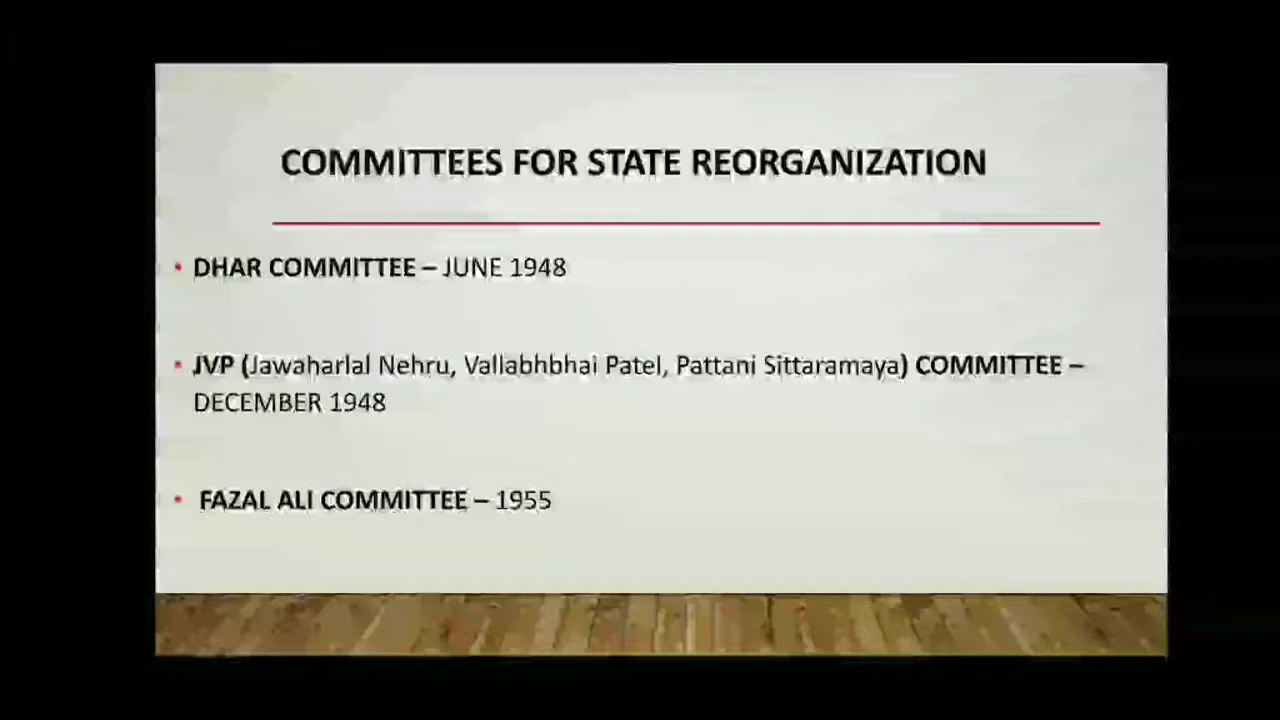 COMMITTEES FOR STATE REORGANIZATION
• DHAR COMMITTEE – JUNE 1948
• JVP (Jawaharlal Nehru, Vallabhbhai Patel, Pattani Sittaramaya) COMMITTEE –
DECEMBER 1948
• FAZAL ALI COMMITTEE – 1955